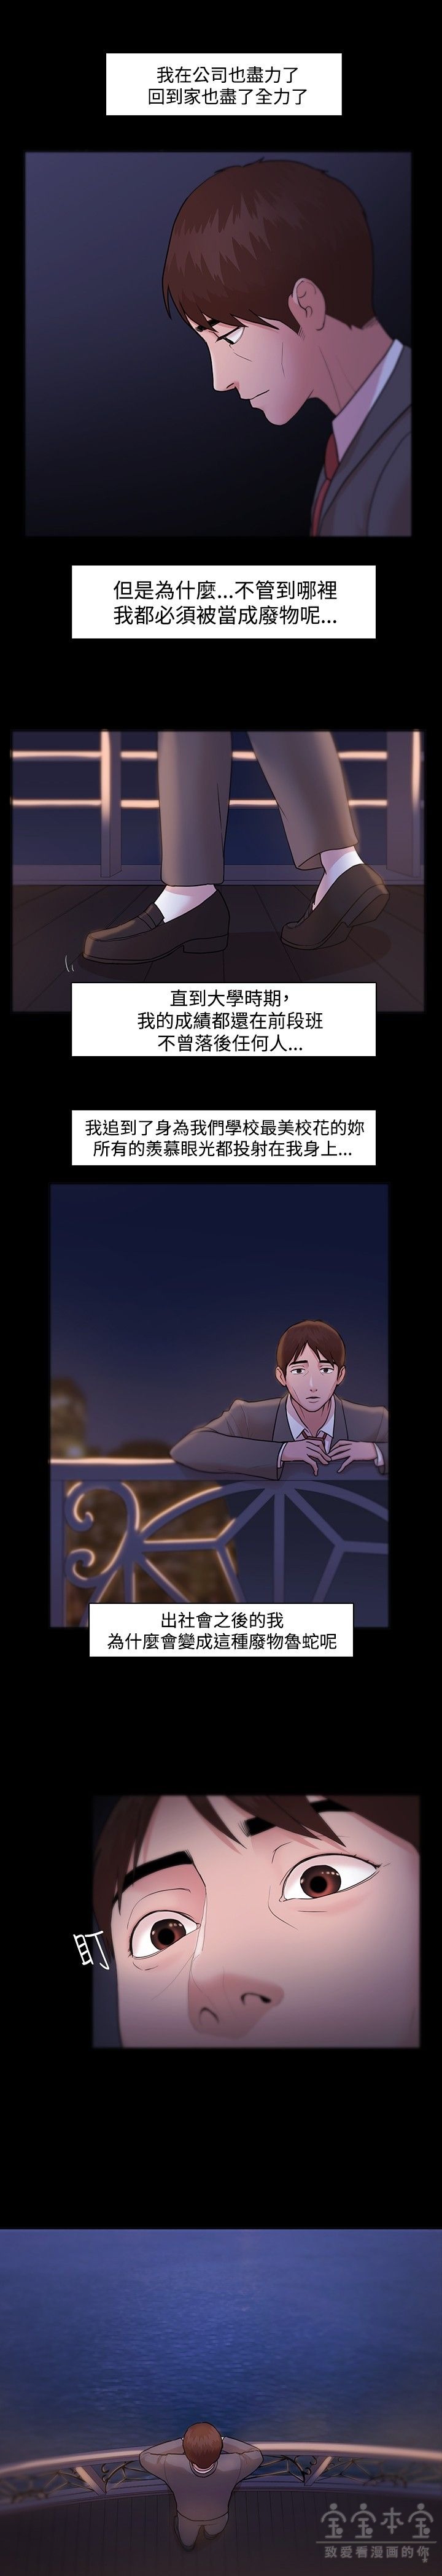 我在公司也盡力了
回到家也盡了全力了
但是為什麼...不管到哪裡
我都必須被當成廢物呢...
直到大學時期，
我的成績都還在前段班
不曾落後任何人...
我追到了身為我們學校最美校花的妳
所有的羨慕眼光都投射在我身上...
出社會之後的我
為什麼會變成這種廢物魯蛇呢
盯
宝宝本宝
致爱看漫画的你